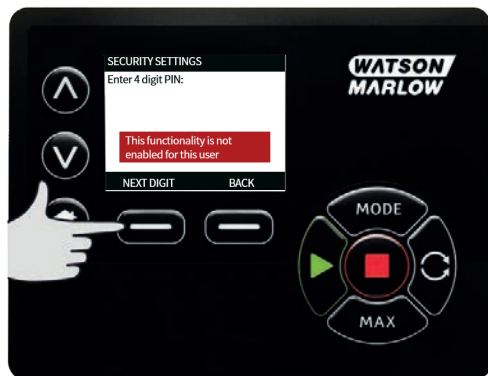 SECURITY SETTINGS
Enter 4 digit PIN:
This functionality is not
enabled for this user
NEXT DIGIT BACK
WATSON
MARLOW
MODE
MAX